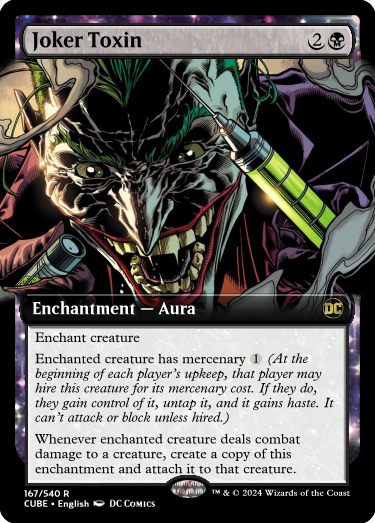 Joker Toxin 2
Enchantment — Aura DC
Enchant creature
Enchanted creature has mercenary 1 (At the
beginning of each player's upkeep, that player may
hire this creature for its mercenary cost. If they do,
they gain control of it, untap it, and it gains haste. It
can't attack or block unless hired.)
Whenever enchanted creature deals combat
damage to a creature, create a copy of this
enchantment and attach it to that creature.
167/540 R
CUBE • English DC COMICS ™ & © 2024 Wizards of the Coast